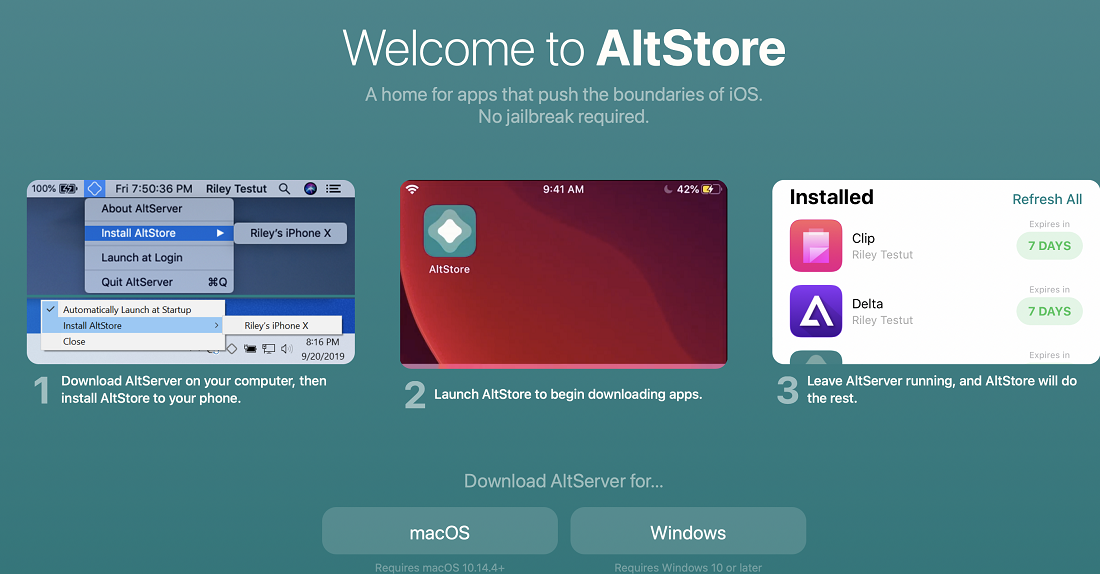 Welcome to AltStore
A home for apps that push the boundaries of iOS.
No jailbreak required.
100% Fri 7:50:36 PM Riley Testut
About AltServer
Install AltStore Riley's iPhone X
Launch at Login
Quit AltServer ⌘Q
Automatically Launch at Startup
Install AltStore Riley's iPhone X
Close
8:16 PM
9/20/2019
1 Download AltServer on your computer, then
install AltStore to your phone.
9:41 AM 42%
AltStore
2 Launch AltStore to begin downloading apps.
Installed Refresh All
Expires in
Clip
7 DAYS
Riley Testut
Expires in
Delta
7 DAYS
Riley Testut
Expires in
3 Leave AltServer running, and AltStore will do
the rest.
Download AltServer for...
macOS Windows
Requires macOS 10.14.4+ Requires Windows 10 or later